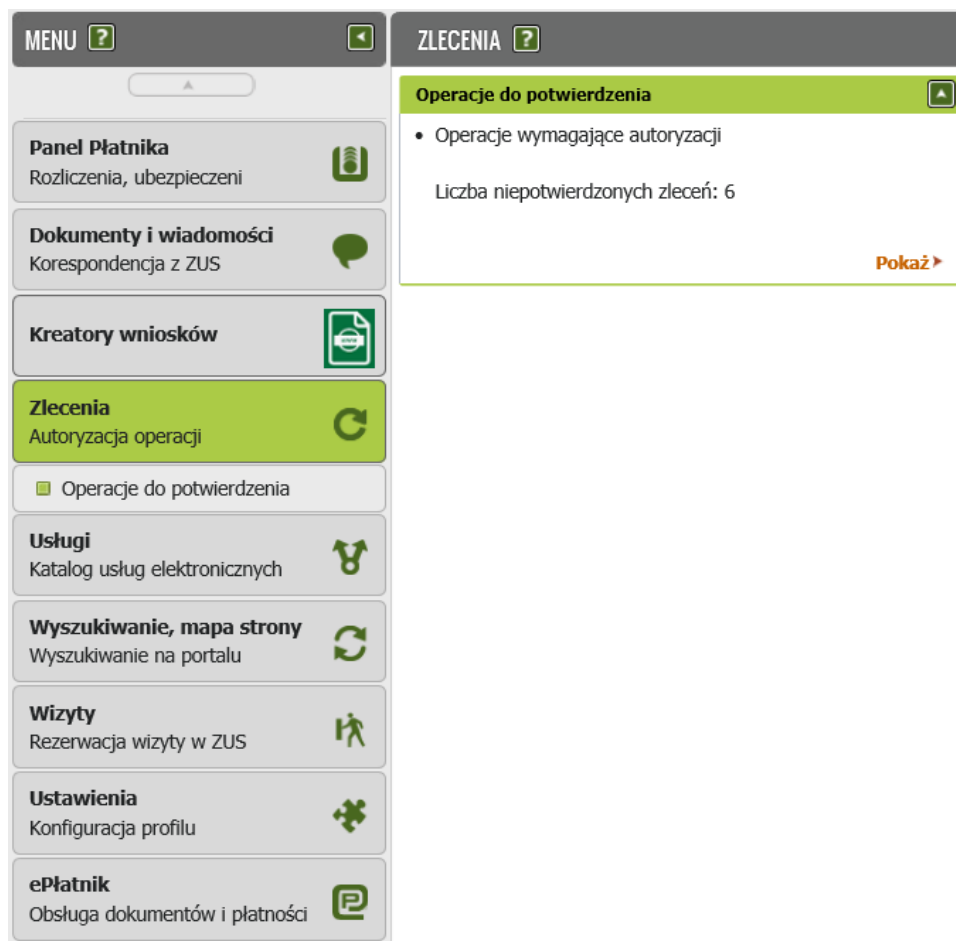 MENU ?
ZLECENIA ?
Panel Płatnika
Rozliczenia, ubezpieczeni
Dokumenty i wiadomości
Korespondencja z ZUS
Kreatory wniosków
Zlecenia
Autoryzacja operacji
Operacje do potwierdzenia
Usługi
Katalog usług elektronicznych
Wyszukiwanie, mapa strony
Wyszukiwanie na portalu
Wizyty
Rezerwacja wizyty w ZUS
Ustawienia
Konfiguracja profilu
ePłatnik
Obsługa dokumentów i płatności
Operacje do potwierdzenia
• Operacje wymagające autoryzacji
Liczba niepotwierdzonych zleceń: 6
Pokaż